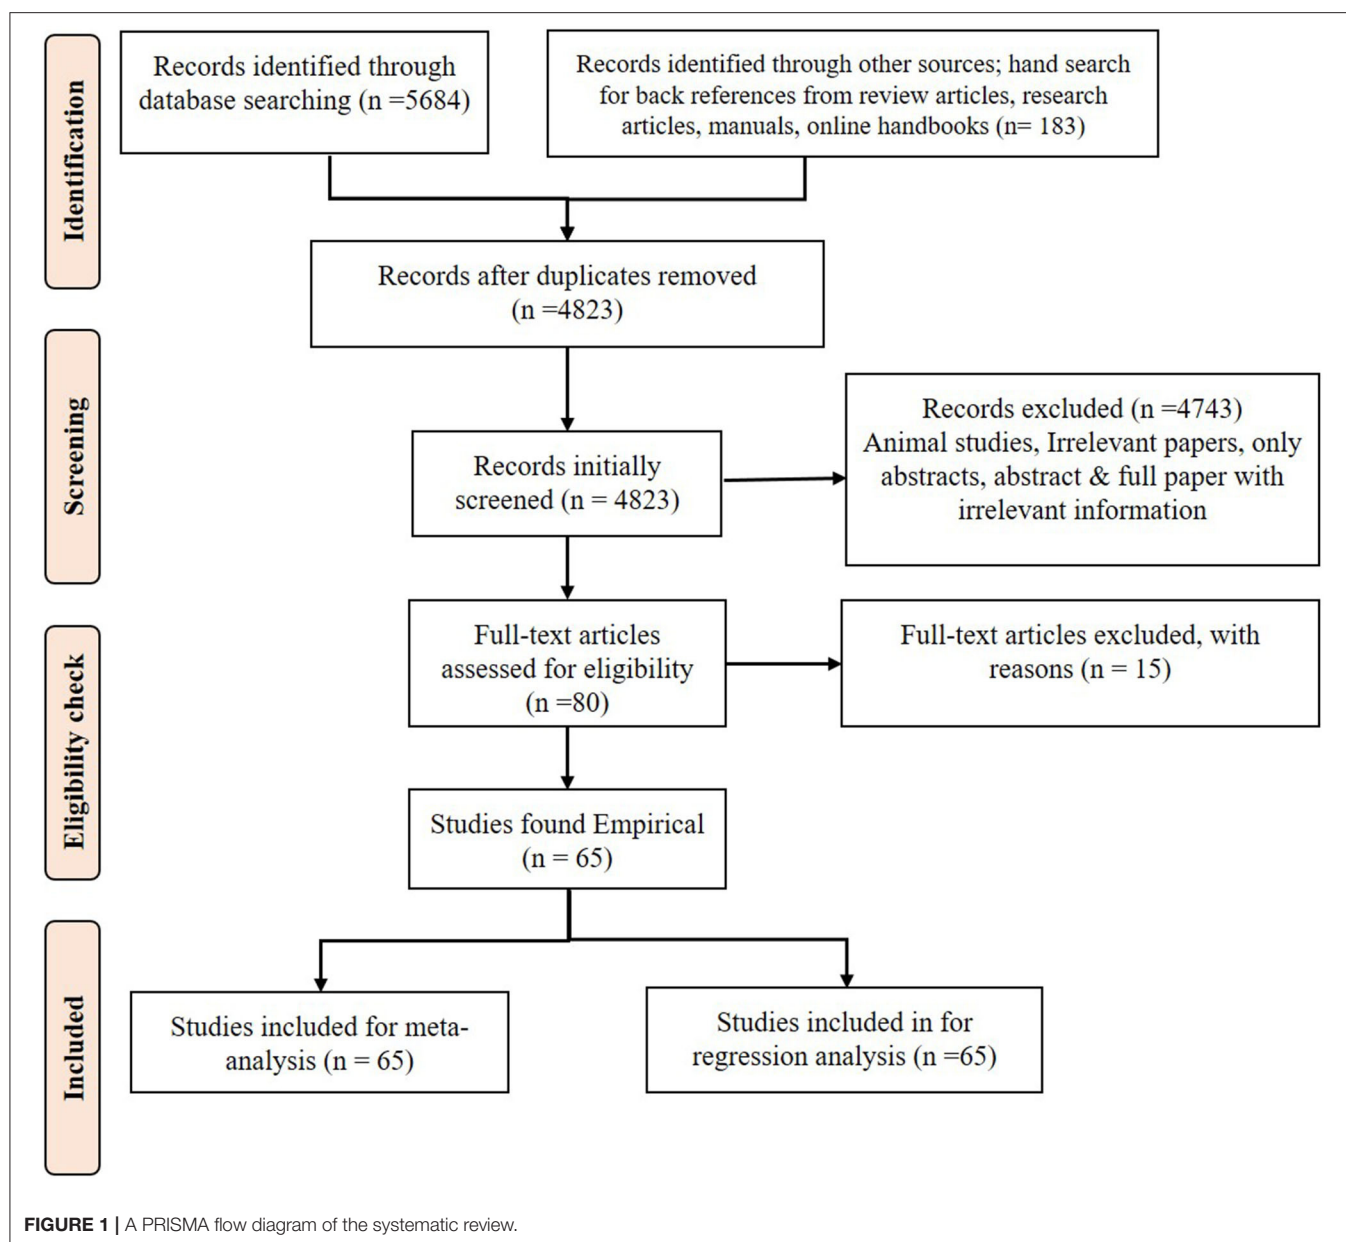 Identification
Records identified through
database searching (n =5684)
Records identified through other sources; hand search
for back references from review articles, research
articles, manuals, online handbooks (n= 183)
Records after duplicates removed
(n =4823)
Screening
Records initially
screened (n = 4823)
Records excluded (n =4743)
Animal studies, Irrelevant papers, only
abstracts, abstract & full paper with
irrelevant information
Eligibility check
Full-text articles
assessed for eligibility
(n =80)
Full-text articles excluded, with
reasons (n = 15)
Studies found Empirical
(n = 65)
Included
Studies included for meta-
analysis (n = 65)
Studies included in for
regression analysis (n =65)
FIGURE 1 | A PRISMA flow diagram of the systematic review.